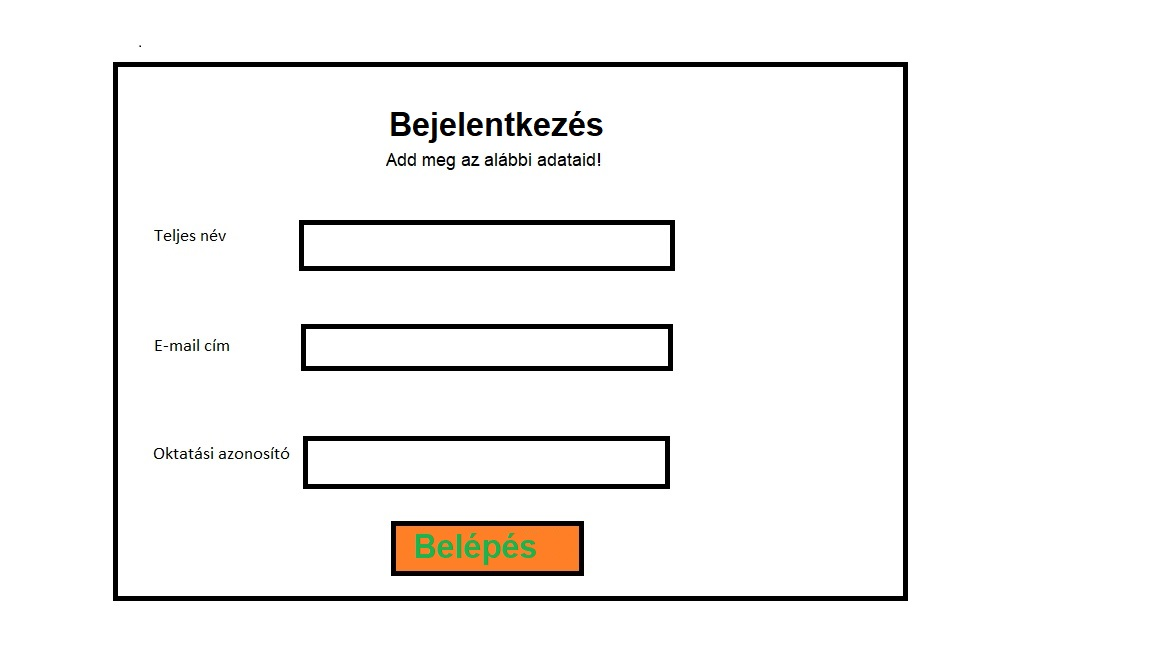 Bejelentkezés
Add meg az alábbi adataid!
Teljes név
E-mail cím
Oktatási azonosító
Belépés